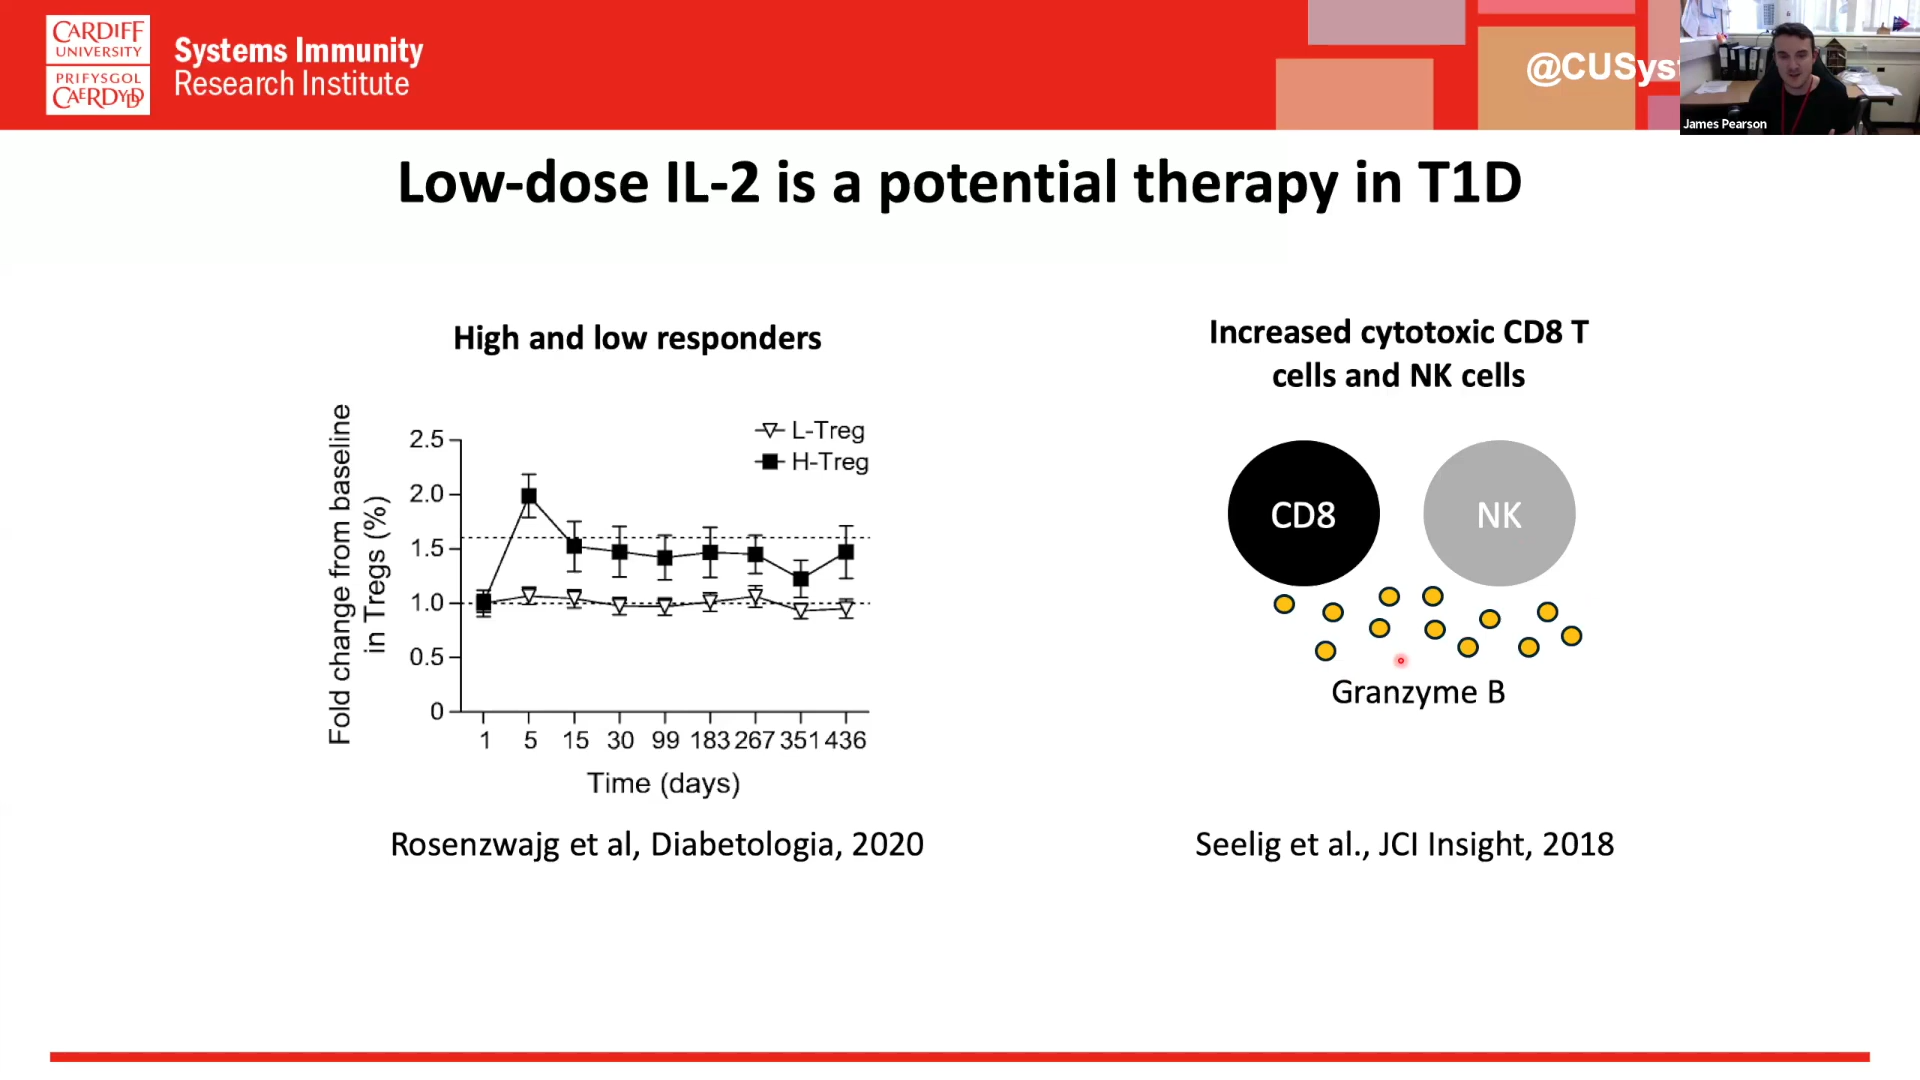 CARDIFF
UNIVERSITY
PRIFYSGOL
CAERDYDD
Systems Immunity
Research Institute
@CUSyst
James Pearson
Low-dose IL-2 is a potential therapy in T1D
High and low responders
Fold change from baseline
in Tregs (%)
L-Treg
H-Treg
2.5
2.0
1.5
1.0
0.5
0
1 5 15 30 99 183 267 351 436
Time (days)
Rosenzwajg et al, Diabetologia, 2020
Increased cytotoxic CD8 T
cells and NK cells
CD8
NK
Granzyme B
Seelig et al., JCI Insight, 2018